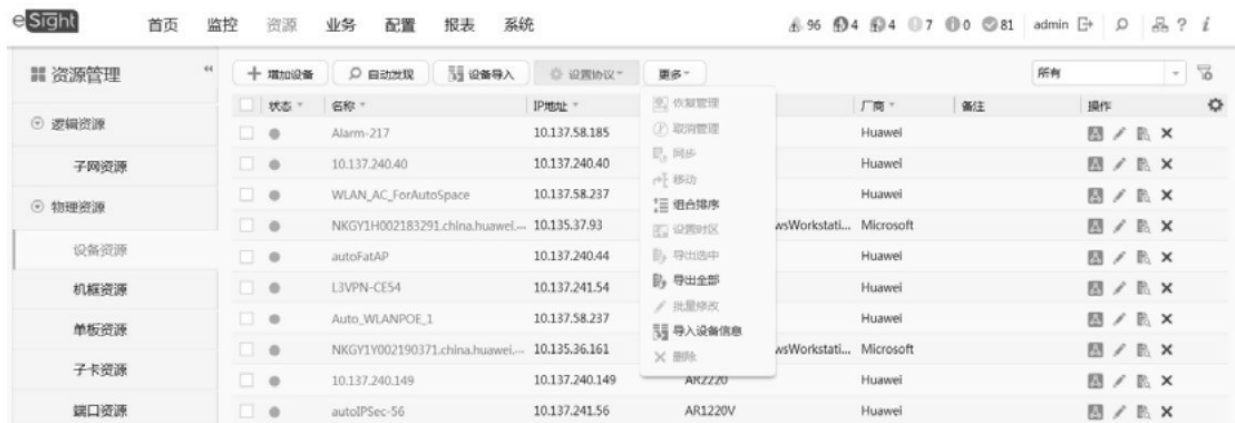 eSight 首页 监控 资源 业务 配置 报表 系统 96 4 4 7 0 81 admin ? i
资源管理 增加设备 自动发现 设备导入 设置协议 更多 所有
逻辑资源
子网资源
物理资源
设备资源
机框资源
单板资源
子卡资源
端口资源
状态 名称 IP地址 厂商 备注 操作
Alarm-217 10.137.58.185 Huawei
10.137.240.40 10.137.240.40 Huawei
WLAN_AC_ForAutoSpace 10.137.58.237 Huawei
NKGY1H002183291.china.huawei.... 10.135.37.93 wsWorkstati... Microsoft
autoFatAP 10.137.240.44 Huawei
L3VPN-CE54 10.137.241.54 Huawei
Auto_WLANPOE_1 10.137.58.237 Huawei
NKGY1Y002190371.china.huawei.... 10.135.36.161 wsWorkstati... Microsoft
10.137.240.149 10.137.240.149 AR2220 Huawei
autoIPSec-56 10.137.241.56 AR1220V Huawei
恢复管理
取消管理
同步
移动
组合排序
设置时区
导出选中
导出全部
批量修改
导入设备信息
删除